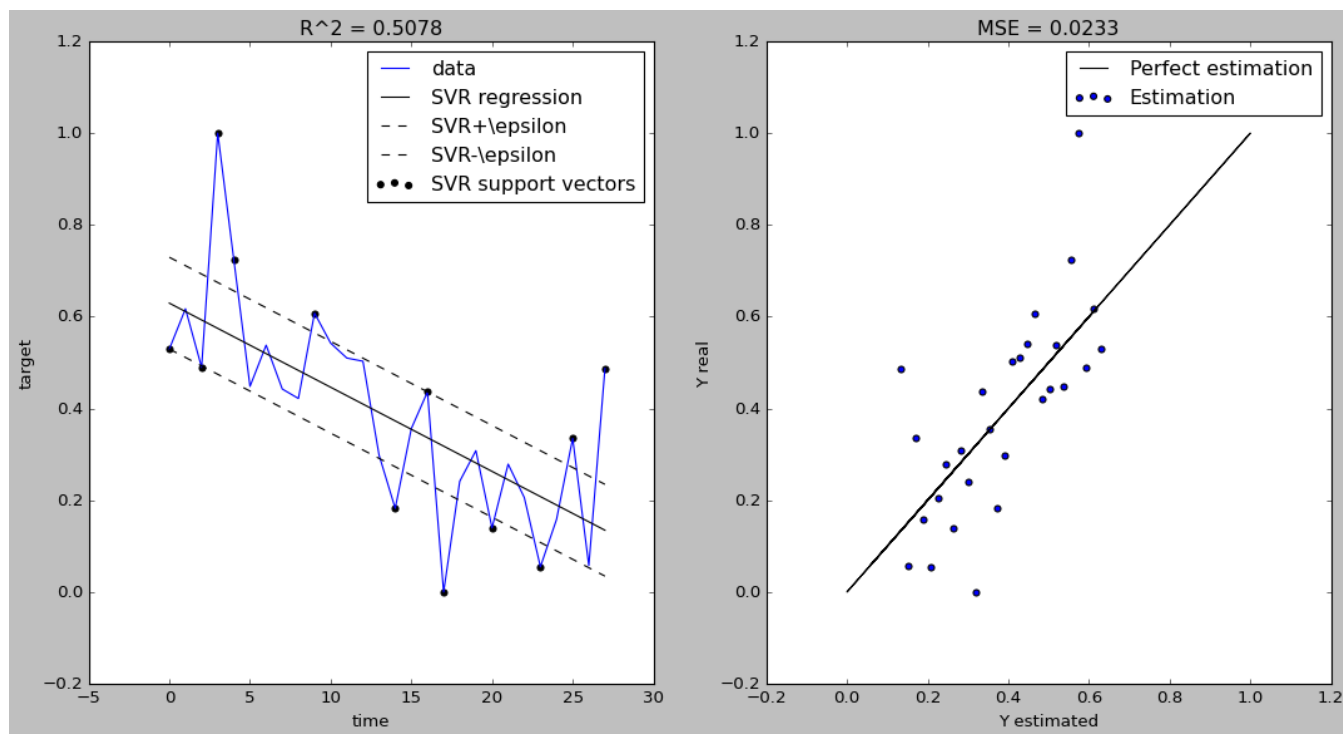 R^2 = 0.5078
data
SVR regression
SVR+\epsilon
SVR-\epsilon
SVR support vectors
1.2
1.0
0.8
0.6
0.4
0.2
0.0
−0.2
target
−5
0
5
10
15
20
25
30
time
MSE = 0.0233
Perfect estimation
Estimation
1.2
1.0
0.8
0.6
0.4
0.2
0.0
−0.2
Y real
−0.2
0.0
0.2
0.4
0.6
0.8
1.0
1.2
Y estimated